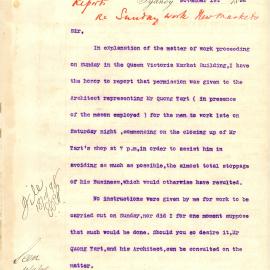 Report
Sydney November 1st
Re Sunday work New Markets
Sir,
In explanation of the matter of work proceeding
on Sunday in the Queen Victoria Market Building,I have
the honor to report that permission was given to the
Architect representing Mr Quong Tart ( in presence
of the mason employed ) for the men to work late on
Saturday night ,commencing on the closing up of Mr
Tart's shop at 7 p.m,in order to assist him in
avoiding as much as possible,the almost total stoppage
of his Business,which would otherwise have resulted.
No instructions were given by me for work to be
carried out on Sunday,nor did I for one moment suppose
that such would be done. Should you so desire it,Mr
Quong Tart,and his Architect,can be consulted on the
matter.
file
Seen